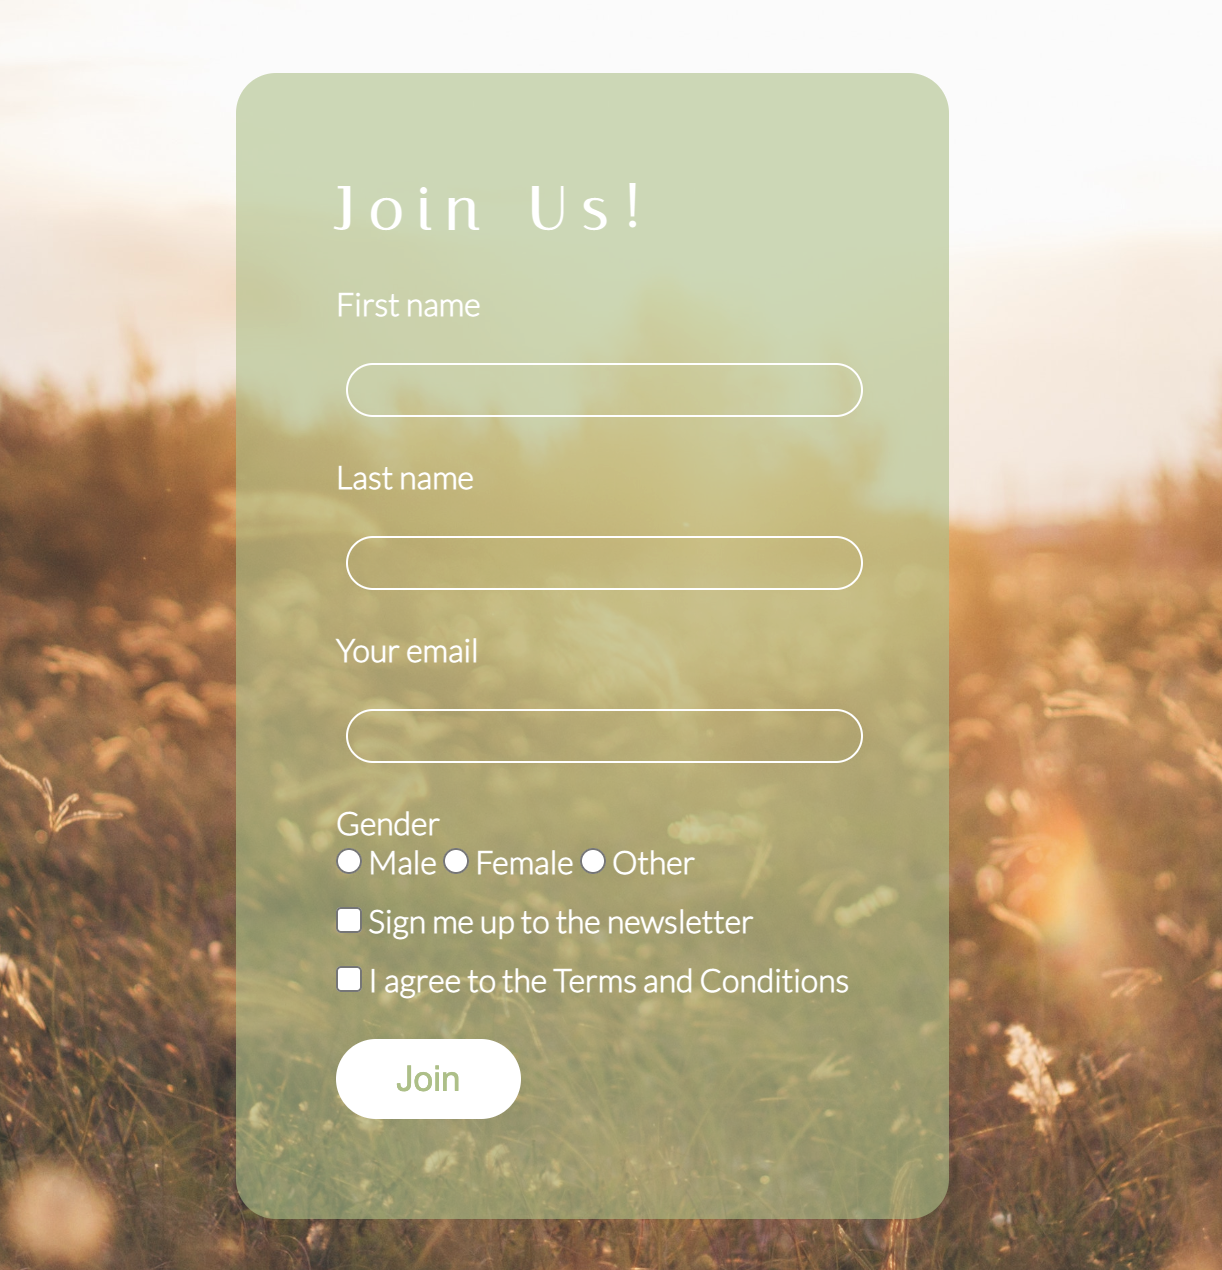 Join Us!
First name
Last name
Your email
Gender
Male Female Other
Sign me up to the newsletter
I agree to the Terms and Conditions
Join